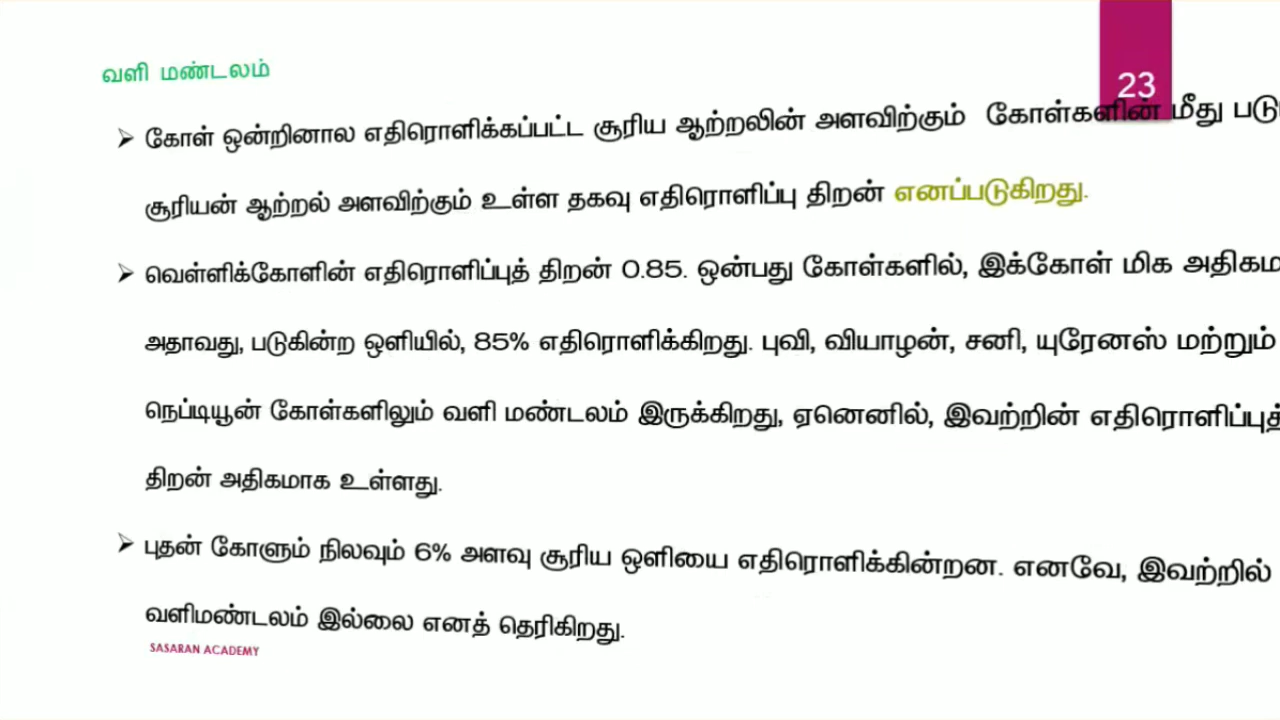 23
வளி மண்டலம்
➢ கோள் ஒன்றினால எதிரொளிக்கப்பட்ட சூரிய ஆற்றலின் அளவிற்கும் கோள்களின் மீது
சூரியன் ஆற்றல் அளவிற்கும் உள்ள தகவு எதிரொளிப்பு திறன் எனப்படுகிறது.
➢ வெள்ளிக்கோளின் எதிரொளிப்புத் திறன் 0.85. ஒன்பது கோள்களில், இக்கோள் மிக
அதாவது, படுகின்ற ஒளியில், 85% எதிரொளிக்கிறது. புவி, வியாழன், சனி, யுரேனஸ் மற்றும்
நெப்டியூன் கோள்களிலும் வளி மண்டலம் இருக்கிறது, ஏனெனில், இவற்றின் எதிரொளிப்புத்
திறன் அதிகமாக உள்ளது.
➢ புதன் கோளும் நிலவும் 6% அளவு சூரிய ஒளியை எதிரொளிக்கின்றன. எனவே, இவற்றில்
வளிமண்டலம் இல்லை எனத் தெரிகிறது.
SASARAN ACADEMY